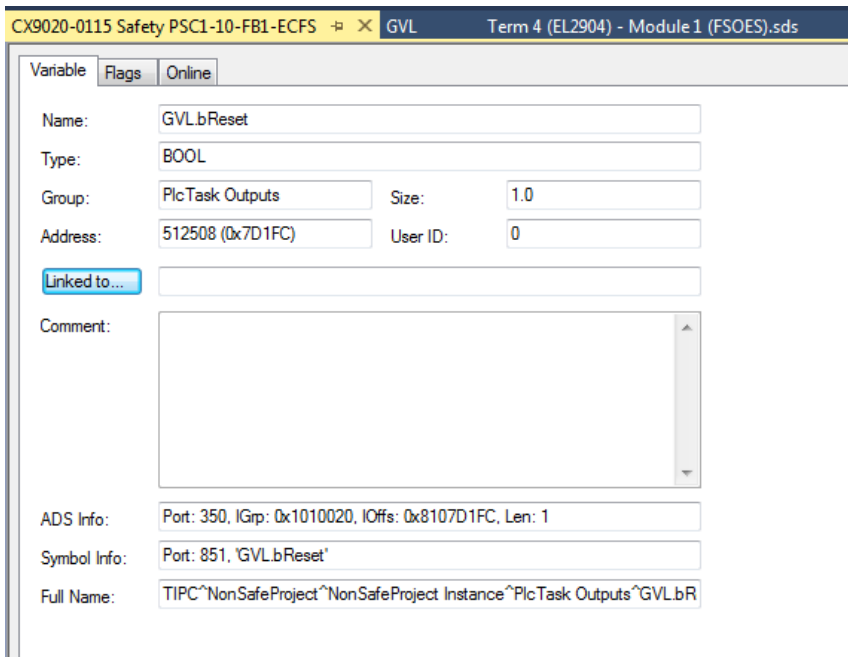 CX9020-0115 Safety PSC1-10-FB1-ECFS GVL Term 4 (EL2904) - Module 1 (FSOES).sds
Variable Flags Online
Name: GVL.bReset
Type: BOOL
Group: PlcTask Outputs Size: 1.0
Address: 512508 (0x7D1FC) User ID: 0
Linked to...
Comment:
ADS Info: Port: 350, IGrp: 0x1010020, IOffs: 0x8107D1FC, Len: 1
Symbol Info: Port: 851, 'GVL.bReset'
Full Name: TIPC^NonSafeProject^NonSafeProject Instance^PlcTask Outputs^GVL.bR